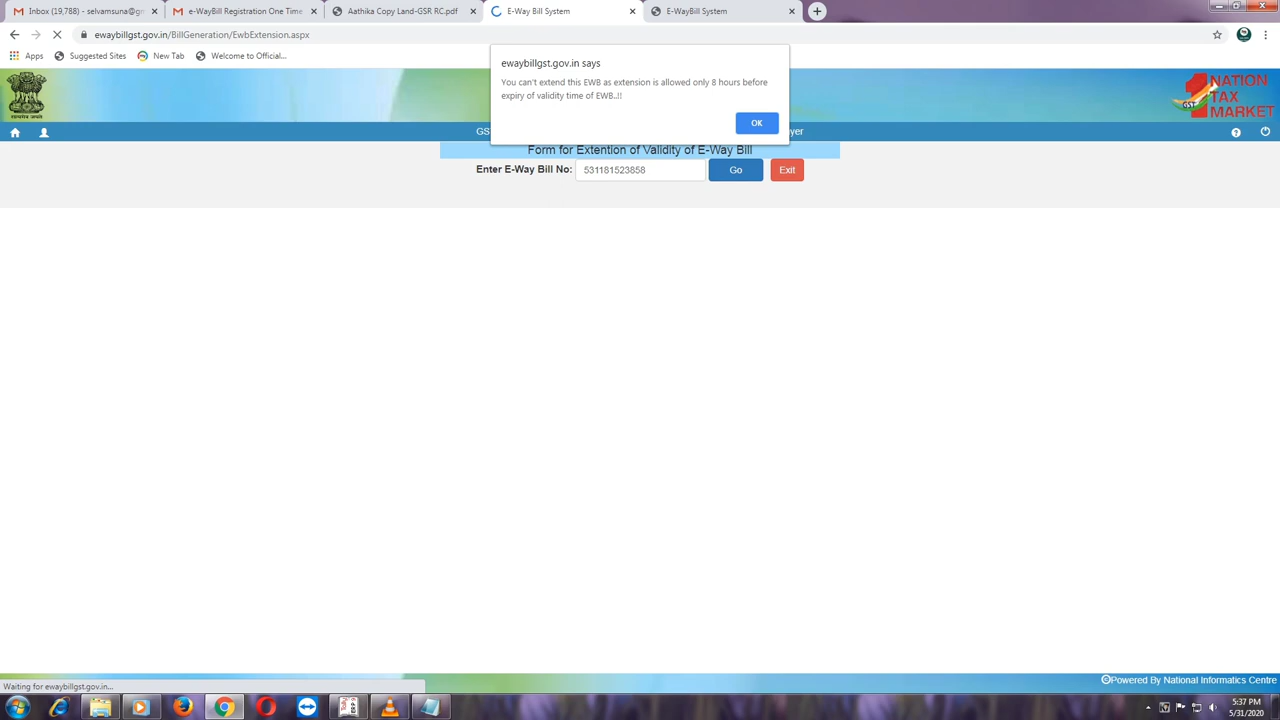 Inbox (19,788) - selvamsuna@g
e-WayBill Registration One Time
Aathika Copy Land-GSR RC.pdf
E-Way Bill System
E-WayBill System
ewaybillgst.gov.in/BillGeneration/EwbExtension.aspx
Apps
Suggested Sites
New Tab
Welcome to Official...
ewaybillgst.gov.in says
You can't extend this EWB as extension is allowed only 8 hours before
expiry of validity time of EWB..!!
OK
NATION
TAX
MARKET
GST
GS
ayer
Form for Extention of Validity of E-Way Bill
Enter E-Way Bill No: 531181523858 Go Exit
Powered By National Informatics Centre
Waiting for ewaybillgst.gov.in...
5:37 PM
5/31/2020